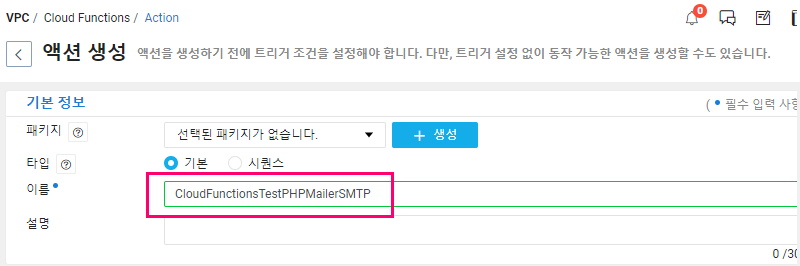 VPC / Cloud Functions / Action
9
액션 생성 액션을 생성하기 전에 트리거 조건을 설정해야 합니다. 다만, 트리거 설정 없이 동작 가능한 액션을 생성할 수도 있습니다.
기본 정보 ( • 필수 입력 사항
패키지 ? 선택된 패키지가 없습니다. + 생성
타입 ? 기본 시퀀스
이름 • CloudFunctionsTestPHPMailerSMTP
설명
0 /30